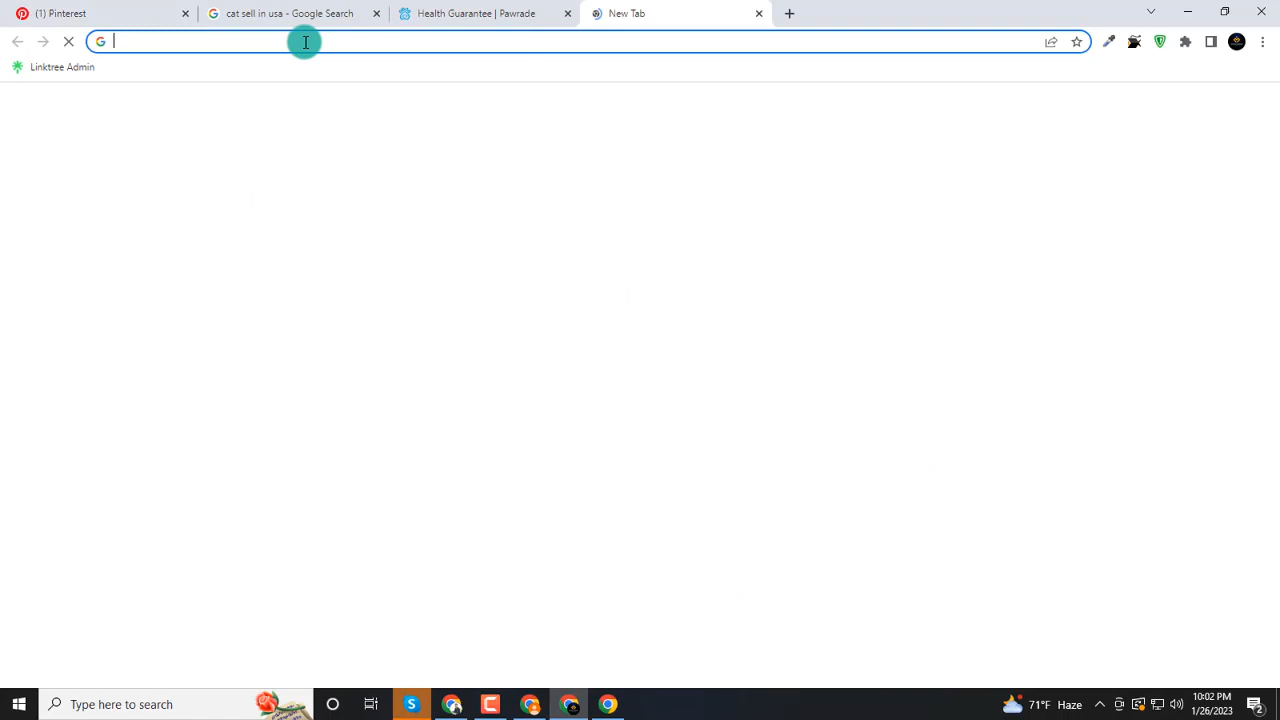 (1) Pinterest
cat sell in usa - Google Search
Health Guarantee | Pawrade
New Tab
Linktree Admin
Type here to search
71°F Haze
10:02 PM
1/26/2023
2